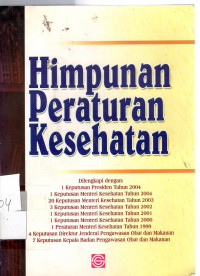 Himpunan
Peraturan
Kesehatan
Dilengkapi dengan:
1 Keputusan Presiden Tahun 2004
1 Keputusan Menteri Kesehatan Tahun 2004
20 Keputusan Menteri Kesehatan Tahun 2003
3 Keputusan Menteri Kesehatan Tahun 2002
1 Keputusan Menteri Kesehatan Tahun 2001
1 Keputusan Menteri Kesehatan Tahun 2000
1 Peraturan Menteri Kesehatan Tahun 1999
4 Keputusan Direktur Jenderal Pengawasan Obat dan Makanan
7 Keputusan Kepala Badan Pengawasan Obat dan Makanan
04